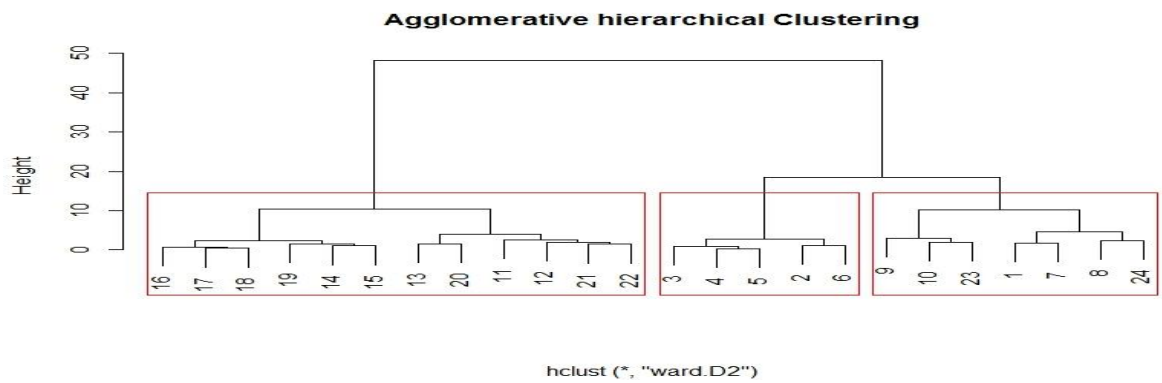 Agglomerative hierarchical Clustering
Height
50
40
30
20
10
0
16 17 18 19 14 15 13 20 11 12 21 22 3 4 5 2 6 9 10 23 1 7 8 24
hclust (*, "ward.D2")